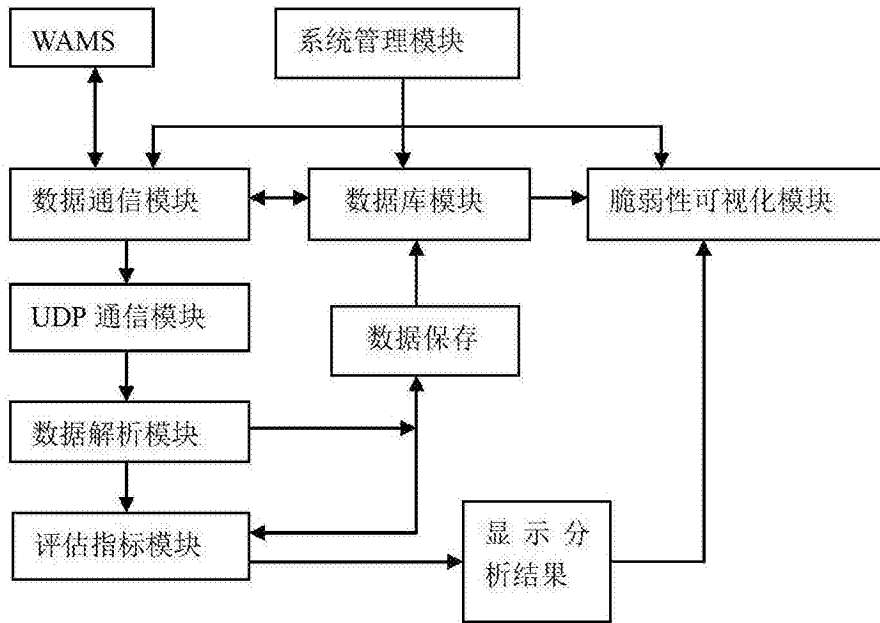 WAMS
系统管理模块
数据通信模块
数据库模块
脆弱性可视化模块
UDP 通信模块
数据保存
数据解析模块
评估指标模块
显示分
析结果